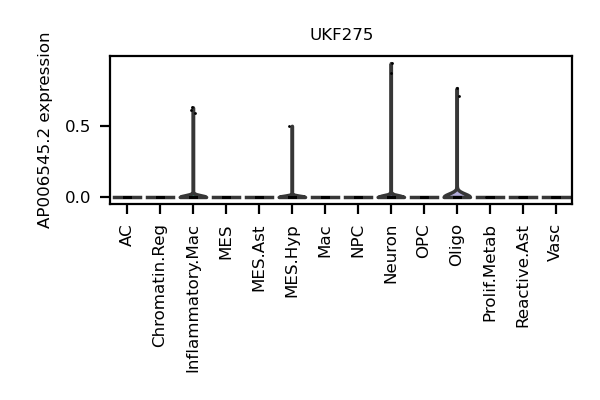 UKF275
AP006545.2 expression
0.5
0.0
AC
Chromatin.Reg
Inflammatory.Mac
MES
MES.Ast
MES.Hyp
Mac
NPC
Neuron
OPC
Oligo
Prolif.Metab
Reactive.Ast
Vasc